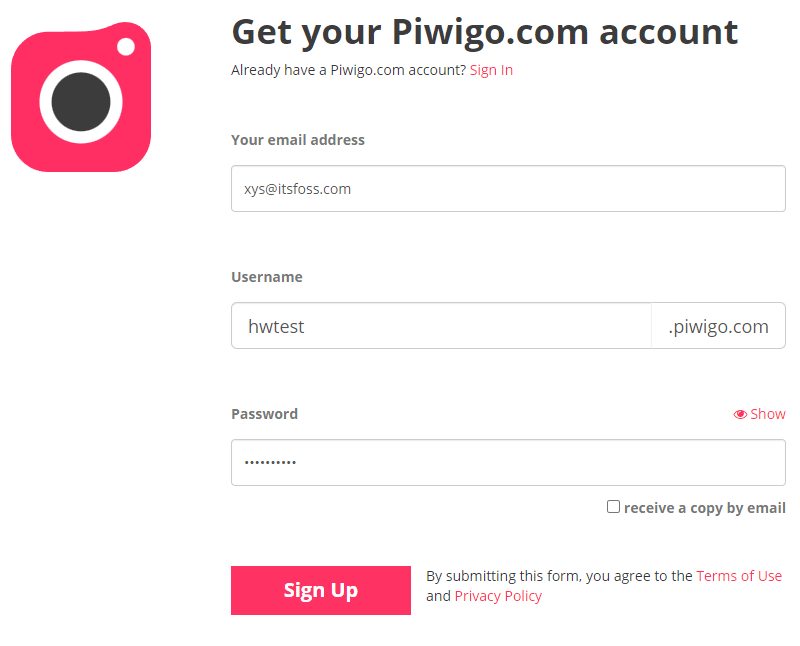 Get your Piwigo.com account
Already have a Piwigo.com account? Sign In
Your email address
xys@itsfoss.com
Username
hwtest .piwigo.com
Password Show
••••••••••
receive a copy by email
Sign Up
By submitting this form, you agree to the Terms of Use
and Privacy Policy